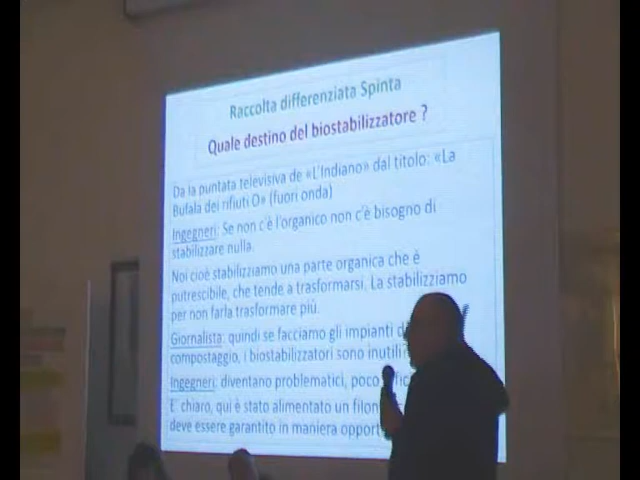 Raccolta differenziata Spinta
Quale destino del biostabilizzatore ?
Da la puntata televisiva de «L'Indiano» dal titolo: «La
Bufala dei rifiuti O» (fuori onda)
Ingegneri: Se non c'è l'organico non c'è bisogno di
stabilizzare nulla.
Noi cioè stabilizziamo una parte organica che è
putrescibile, che tende a trasformarsi. La stabilizziamo
per non farla trasformare più.
Giornalista: quindi se facciamo gli impianti d
compostaggio, i biostabilizzatori sono inutili
Ingegneri: diventano problematici, poco
E' chiaro, qui è stato alimentato un filon
deve essere garantito in maniera opport